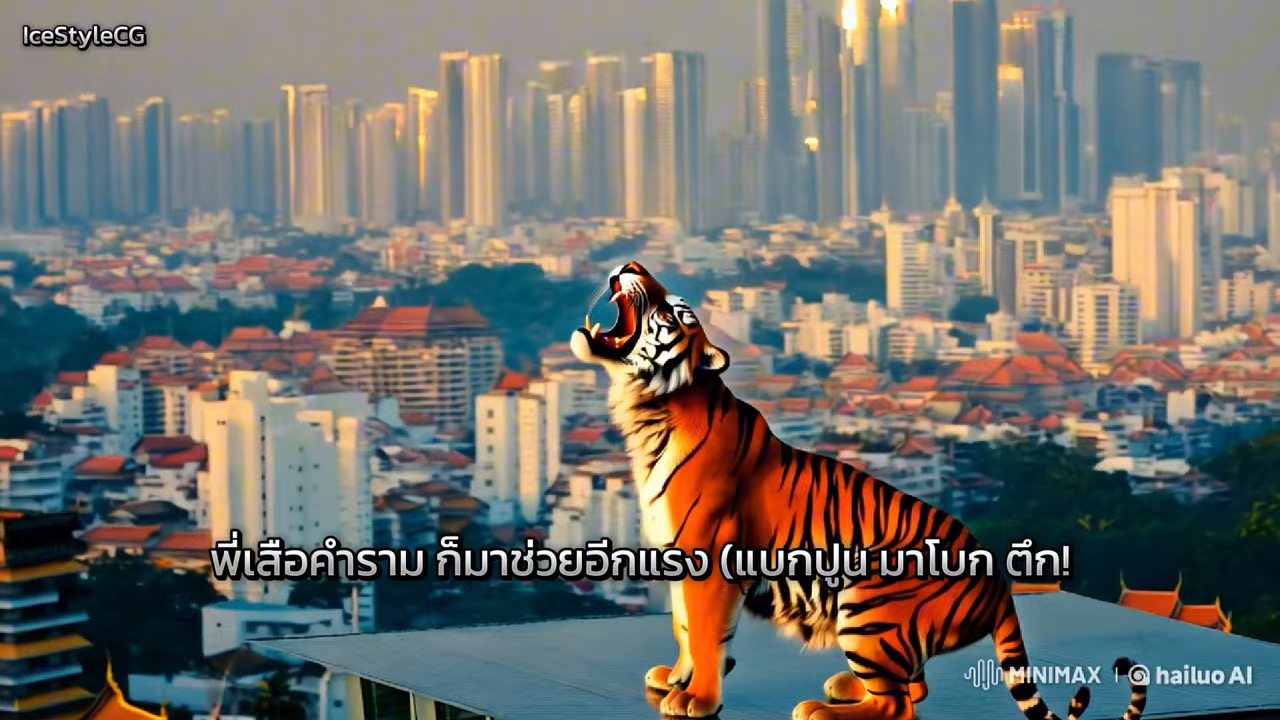 IceStyleCG
พี่เสือคำราม ก็มาช่วยอีกแรง (แบกปูน มาโบก ตึก!
MINIMAX | hailuo AI